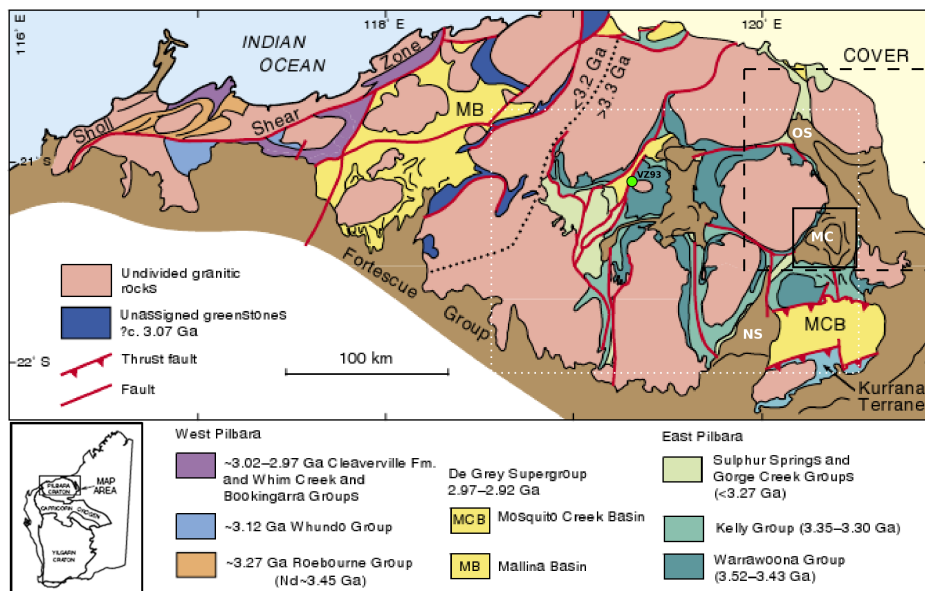 116° E
118° E
120° E
INDIAN
OCEAN
COVER
Sholl
Shear
Zone
<3.2 Ga
>3.3 Ga
MB
OS
VZ93
-21° S
MC
Fortescue
Group
NS
MCB
Kurrana
Terrane
Undivided granitic
rocks
Unassigned greenstones
?c. 3.07 Ga
Thrust fault
Fault
100 km
-22° S
PILBARA
CRATON
MAP
AREA
CAPRICORN OROGEN
YILGARN
CRATON
West Pilbara
~3.02–2.97 Ga Cleaverville Fm.
and Whim Creek and
Bookingarra Groups
~3.12 Ga Whundo Group
~3.27 Ga Roebourne Group
(Nd~3.45 Ga)
De Grey Supergroup
2.97–2.92 Ga
MCB
Mosquito Creek Basin
MB
Mallina Basin
East Pilbara
Sulphur Springs and
Gorge Creek Groups
(<3.27 Ga)
Kelly Group (3.35–3.30 Ga)
Warrawoona Group
(3.52–3.43 Ga)